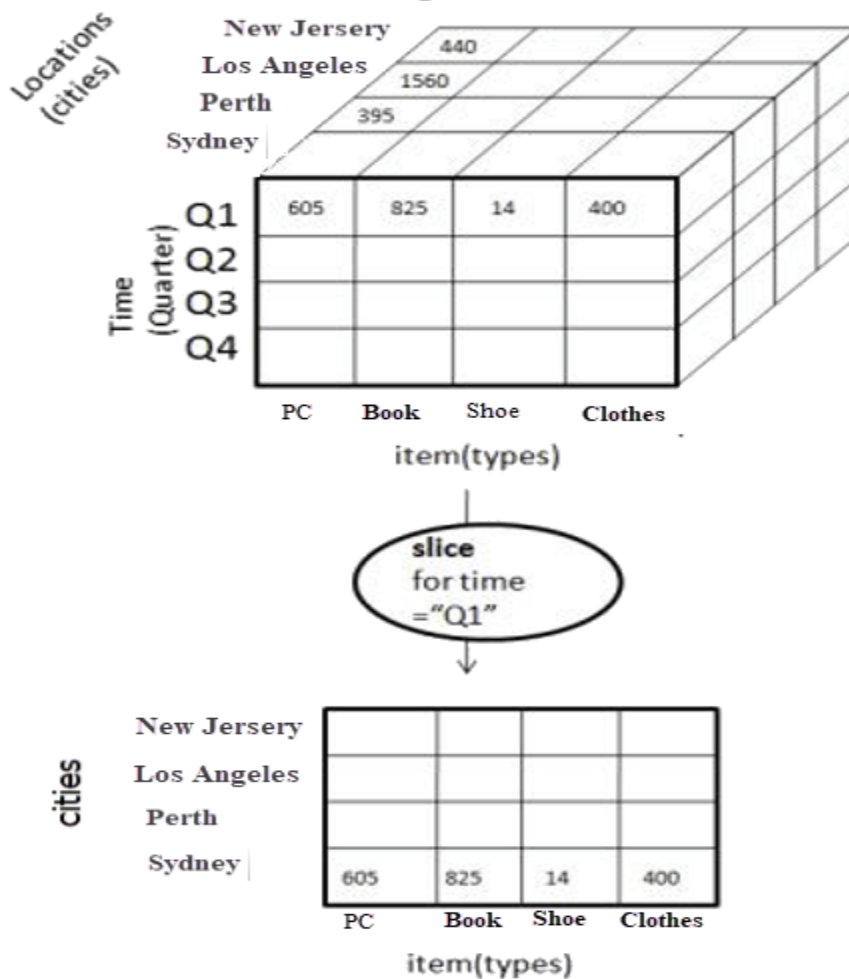 Locations
(cities)
New Jersery
Los Angeles
Perth
Sydney
440
1560
395
Time
(Quarter)
Q1 605 825 14 400
Q2
Q3
Q4
PC Book Shoe Clothes
item(types)
slice
for time
="Q1"
cities
New Jersery
Los Angeles
Perth
Sydney 605 825 14 400
PC Book Shoe Clothes
item(types)